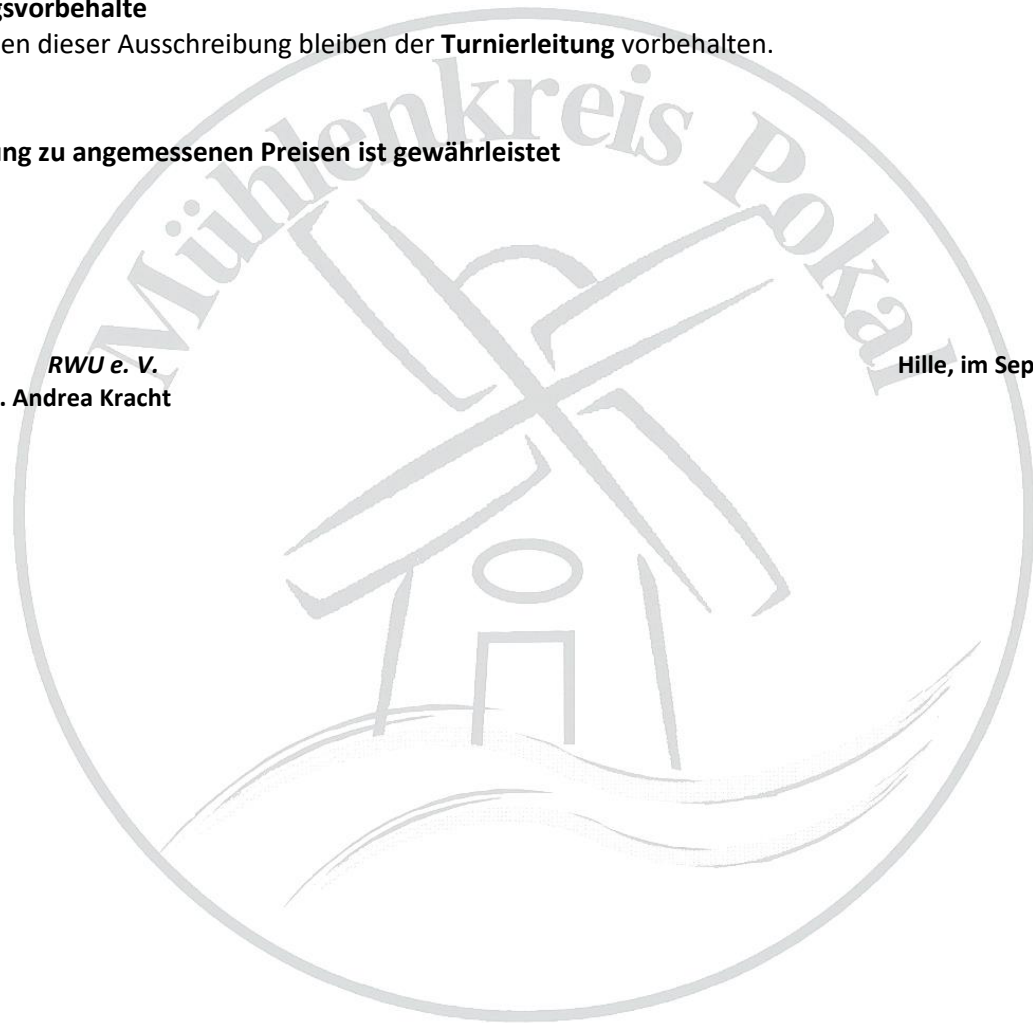 gsvorbehalte
en dieser Ausschreibung bleiben der Turnierleitung vorbehalten.
ung zu angemessenen Preisen ist gewährleistet
Mühlenkreis Pokal
RWU e. V.
Hille, im Sep
. Andrea Kracht